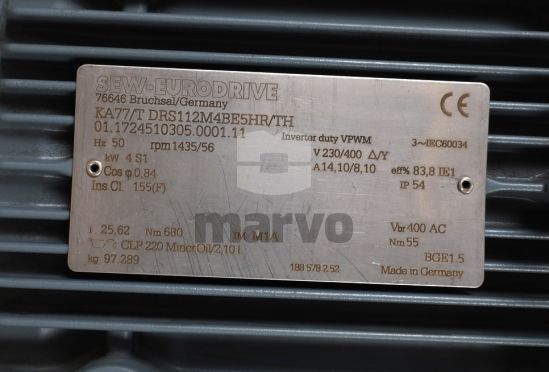 SEW-EURODRIVE
76646 Bruchsal/Germany
CE
KA77/T DRS112M4BE5HR/TH
01.1724510305.0001.11
Inverter duty VPWM
3~IEC60034
Hz 50
rpm 1435/56
V 230/400 Δ/Y
kW 4 S1
A 14,10/8,10
eff% 83,8 IE1
Cos φ 0.84
IP 54
Ins.Cl. 155(F)
marvo
i 25,62
Nm 680
IM M1A
Vbr 400 AC
Nm 55
CLP 220 Miner.Oil/2,10 l
BGE1.5
kg 97.289
188 578 2.52
Made in Germany